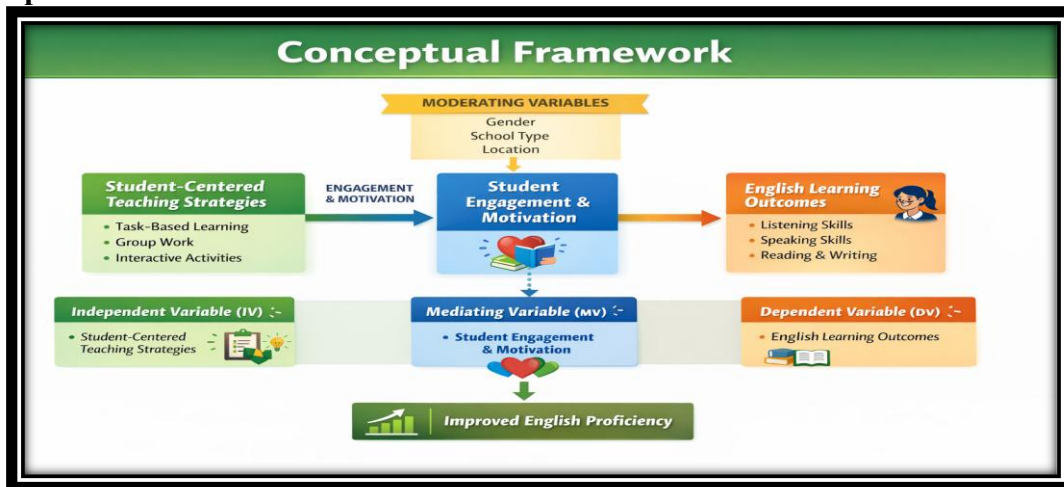 Conceptual Framework
MODERATING VARIABLES
Gender
School Type
Location
Student-Centered
Teaching Strategies
• Task-Based Learning
• Group Work
• Interactive Activities
ENGAGEMENT
& MOTIVATION
Student
Engagement &
Motivation
English Learning
Outcomes
• Listening Skills
• Speaking Skills
• Reading & Writing
Independent Variable (IV)
• Student-Centered
Teaching Strategies
Mediating Variable (MV)
• Student Engagement
& Motivation
Dependent Variable (DV)
• English Learning Outcomes
Improved English Proficiency